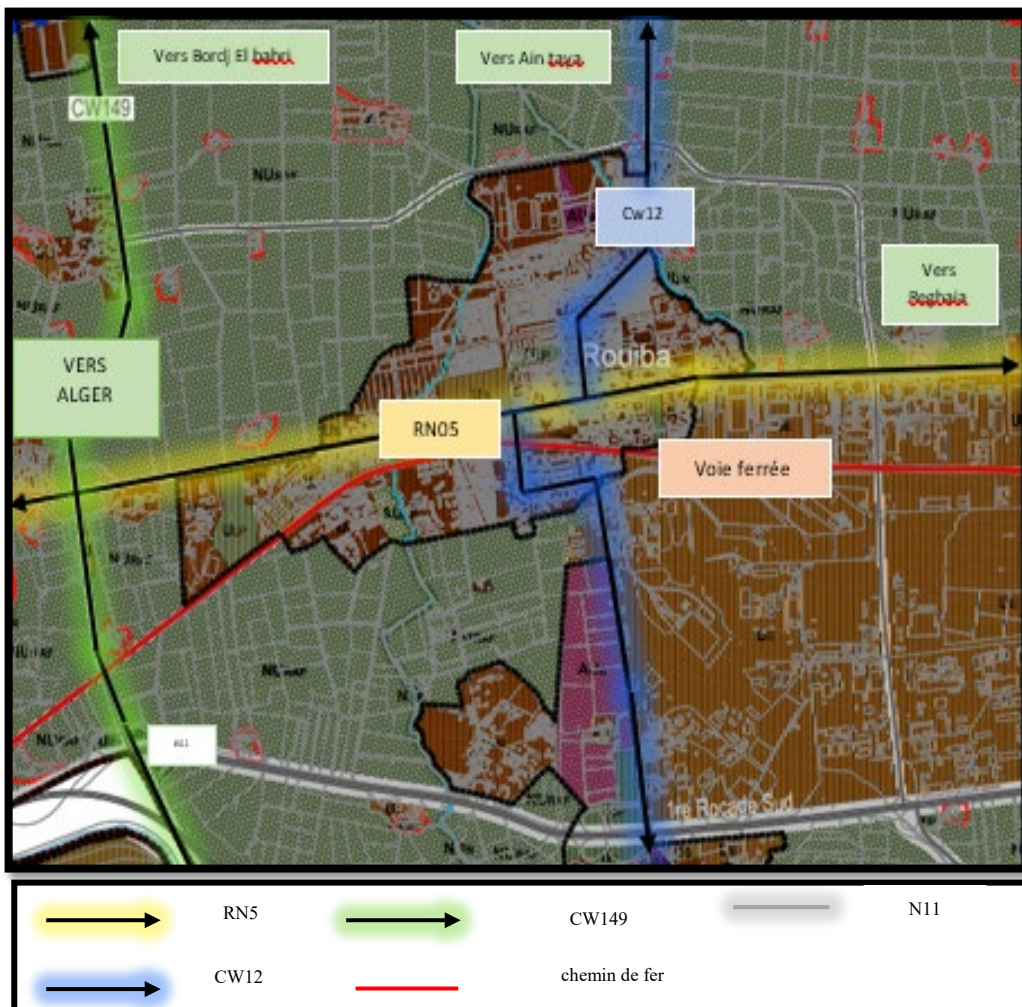 Vers Bordj El bahri
Vers Ain taya
CW149
Cw12
Vers
Reghaia
VERS
ALGER
Rouiba
RN05
Voie ferrée
1re Rocade Sud
RN5
CW149
N11
CW12
chemin de fer